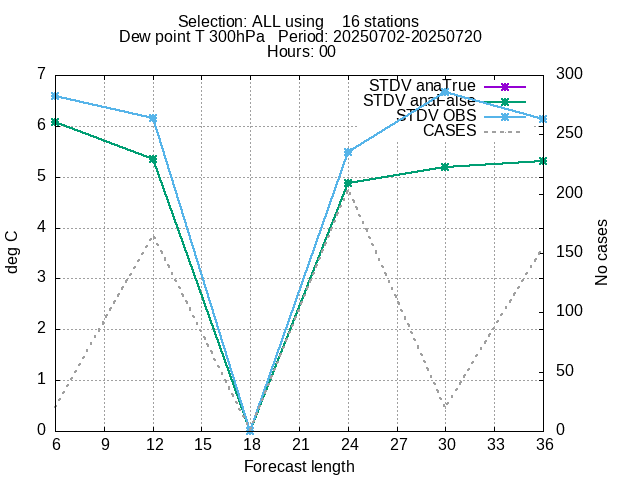 Selection: ALL using    16 stations
Dew point T 300hPa   Period: 20250702-20250720
Hours: 00
7
6
5
4
3
2
1
0
deg C
300
250
200
150
100
50
0
No cases
STDV anaTrue
STDV anaFalse
STDV OBS
CASES
6 9 12 15 18 21 24 27 30 33 36
Forecast length